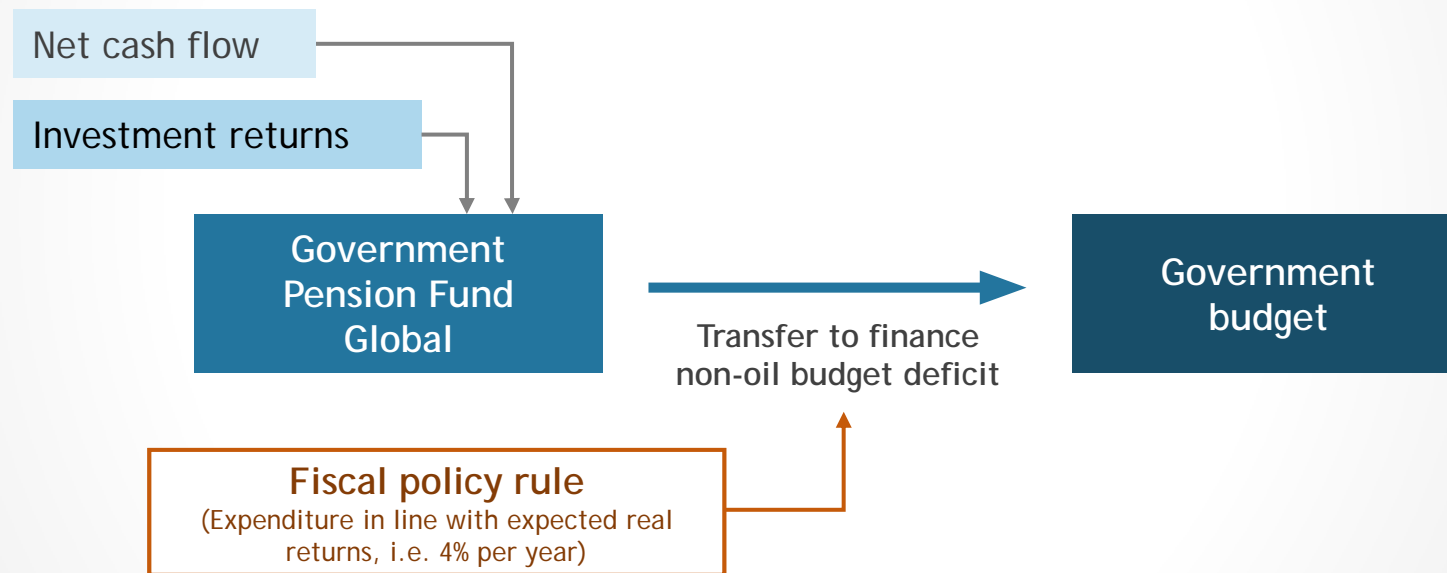 Net cash flow
Investment returns
Government
Pension Fund
Global
Transfer to finance
non-oil budget deficit
Government
budget
Fiscal policy rule
(Expenditure in line with expected real
returns, i.e. 4% per year)